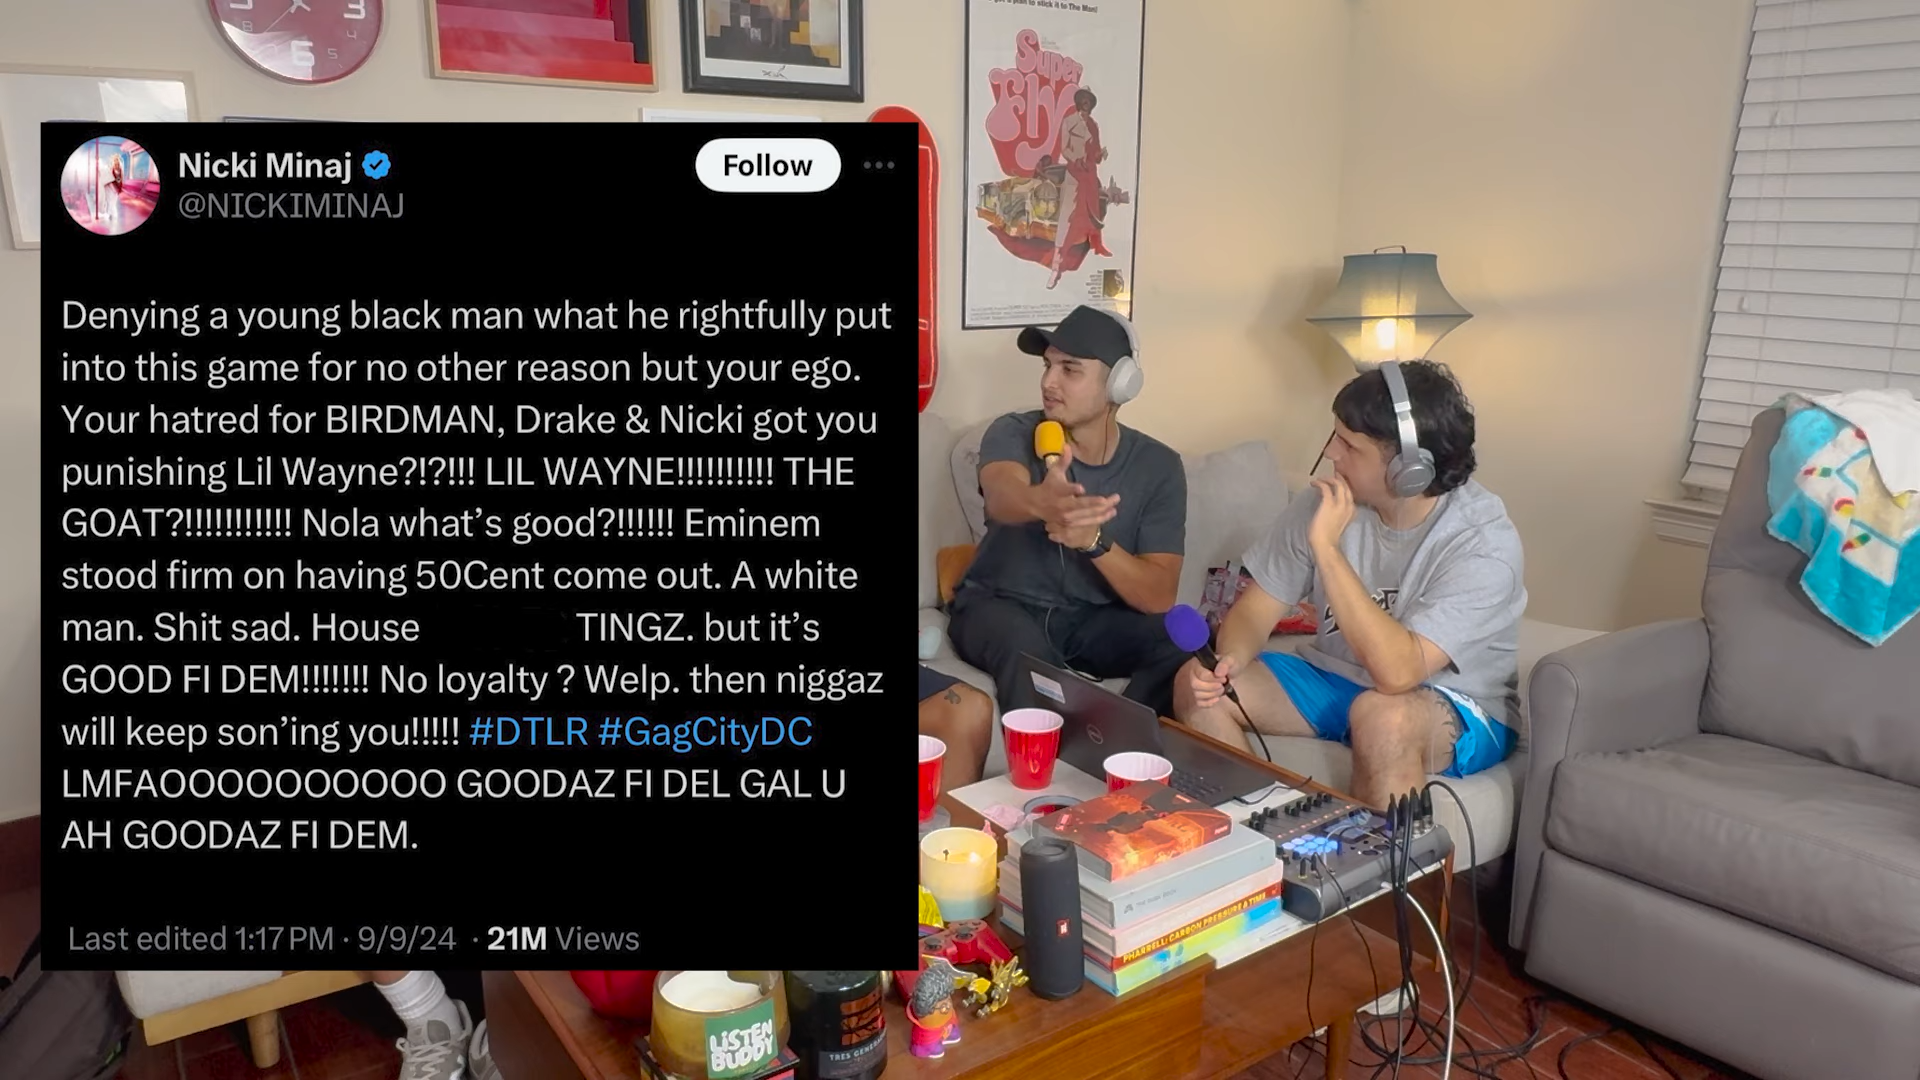 Super
Fly
Nicki Minaj
@NICKIMINAJ
Follow
Denying a young black man what he rightfully put
into this game for no other reason but your ego.
Your hatred for BIRDMAN, Drake & Nicki got you
punishing Lil Wayne?!?!!! LIL WAYNE!!!!!!!!!! THE
GOAT?!!!!!!!!!!! Nola what's good?!!!!!! Eminem
stood firm on having 50Cent come out. A white
man. Shit sad. House TINGZ. but it's
GOOD FI DEM!!!!!!! No loyalty ? Welp. then niggaz
will keep son'ing you!!!!! #DTLR #GagCityDC
LMFAOOOOOOOOOO GOODAZ FI DEL GAL U
AH GOODAZ FI DEM.
Last edited 1:17 PM · 9/9/24 · 21M Views
PHARRELL: CARBON PRESSURE & TIME
LiSTEN
BUDDY